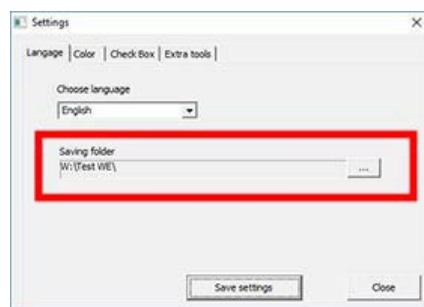 Settings
Langage Color Check Box Extra tools
Choose language
English
Saving folder
W:\Test WE\
...
Save settings Close